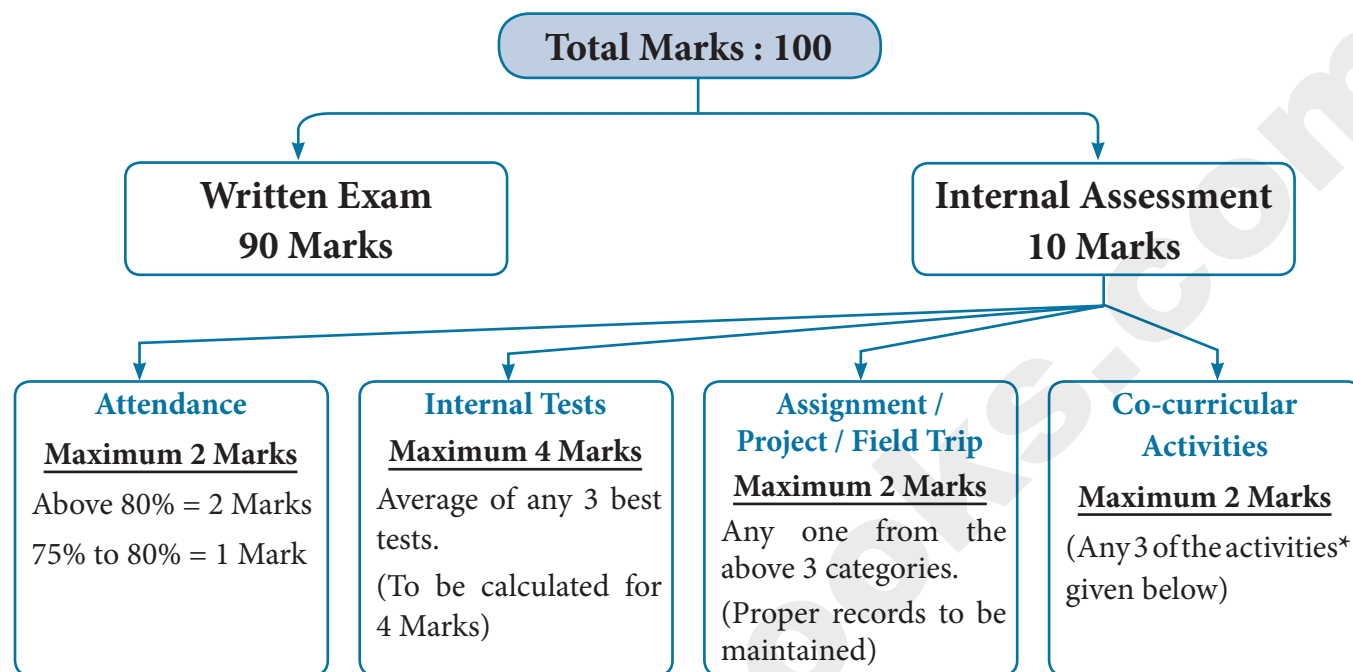 Total Marks : 100
Written Exam
90 Marks
Internal Assessment
10 Marks
Attendance
Maximum 2 Marks
Above 80% = 2 Marks
75% to 80% = 1 Mark
Internal Tests
Maximum 4 Marks
Average of any 3 best
tests.
(To be calculated for
4 Marks)
Assignment /
Project / Field Trip
Maximum 2 Marks
Any one from the
above 3 categories.
(Proper records to be
maintained)
Co-curricular
Activities
Maximum 2 Marks
(Any 3 of the activities*
given below)
ooks.com